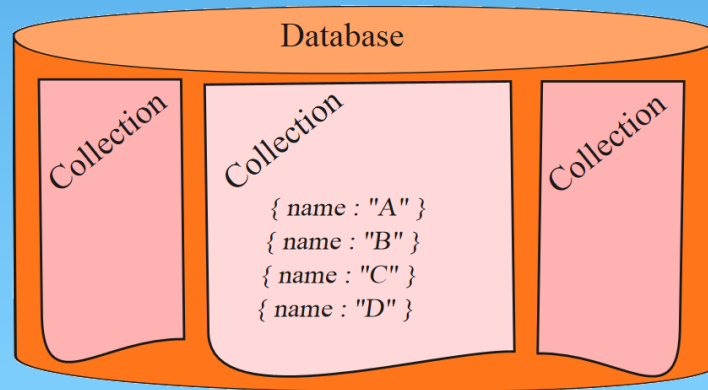 Database
Collection
Collection
{ name : "A" }
{ name : "B" }
{ name : "C" }
{ name : "D" }
Collection